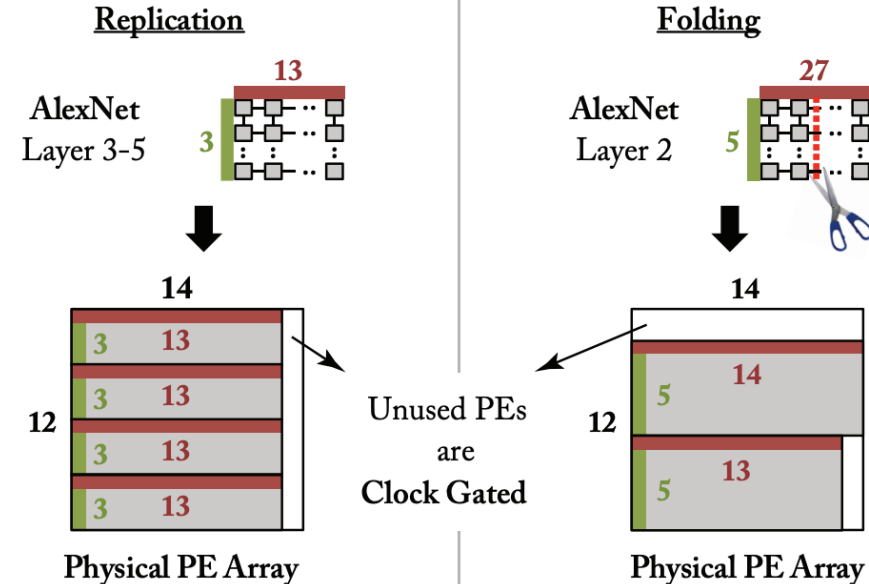 Replication
13
AlexNet
Layer 3-5
3
14
3 13
3 13
12
3 13
3 13
Physical PE Array
Unused PEs
are
Clock Gated
Folding
27
AlexNet
Layer 2
5
14
14
5
12
13
5
Physical PE Array